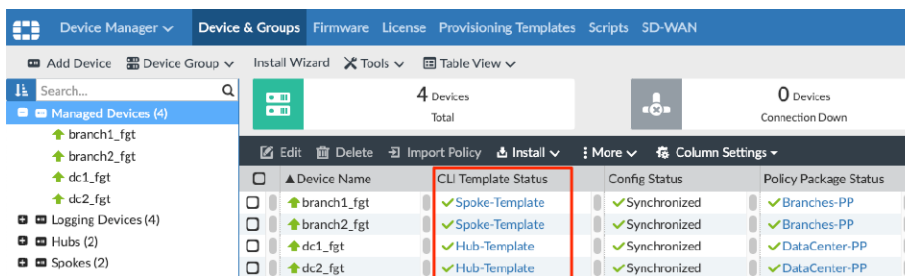 Device Manager Device & Groups Firmware License Provisioning Templates Scripts SD-WAN
Add Device Device Group Install Wizard Tools Table View
Search...
4 Devices
Total
0 Devices
Connection Down
Managed Devices (4)
branch1_fgt
branch2_fgt
dc1_fgt
dc2_fgt
Logging Devices (4)
Hubs (2)
Spokes (2)
Edit Delete Import Policy Install More Column Settings
Device Name CLI Template Status Config Status Policy Package Status
branch1_fgt Spoke-Template Synchronized Branches-PP
branch2_fgt Spoke-Template Synchronized Branches-PP
dc1_fgt Hub-Template Synchronized DataCenter-PP
dc2_fgt Hub-Template Synchronized DataCenter-PP